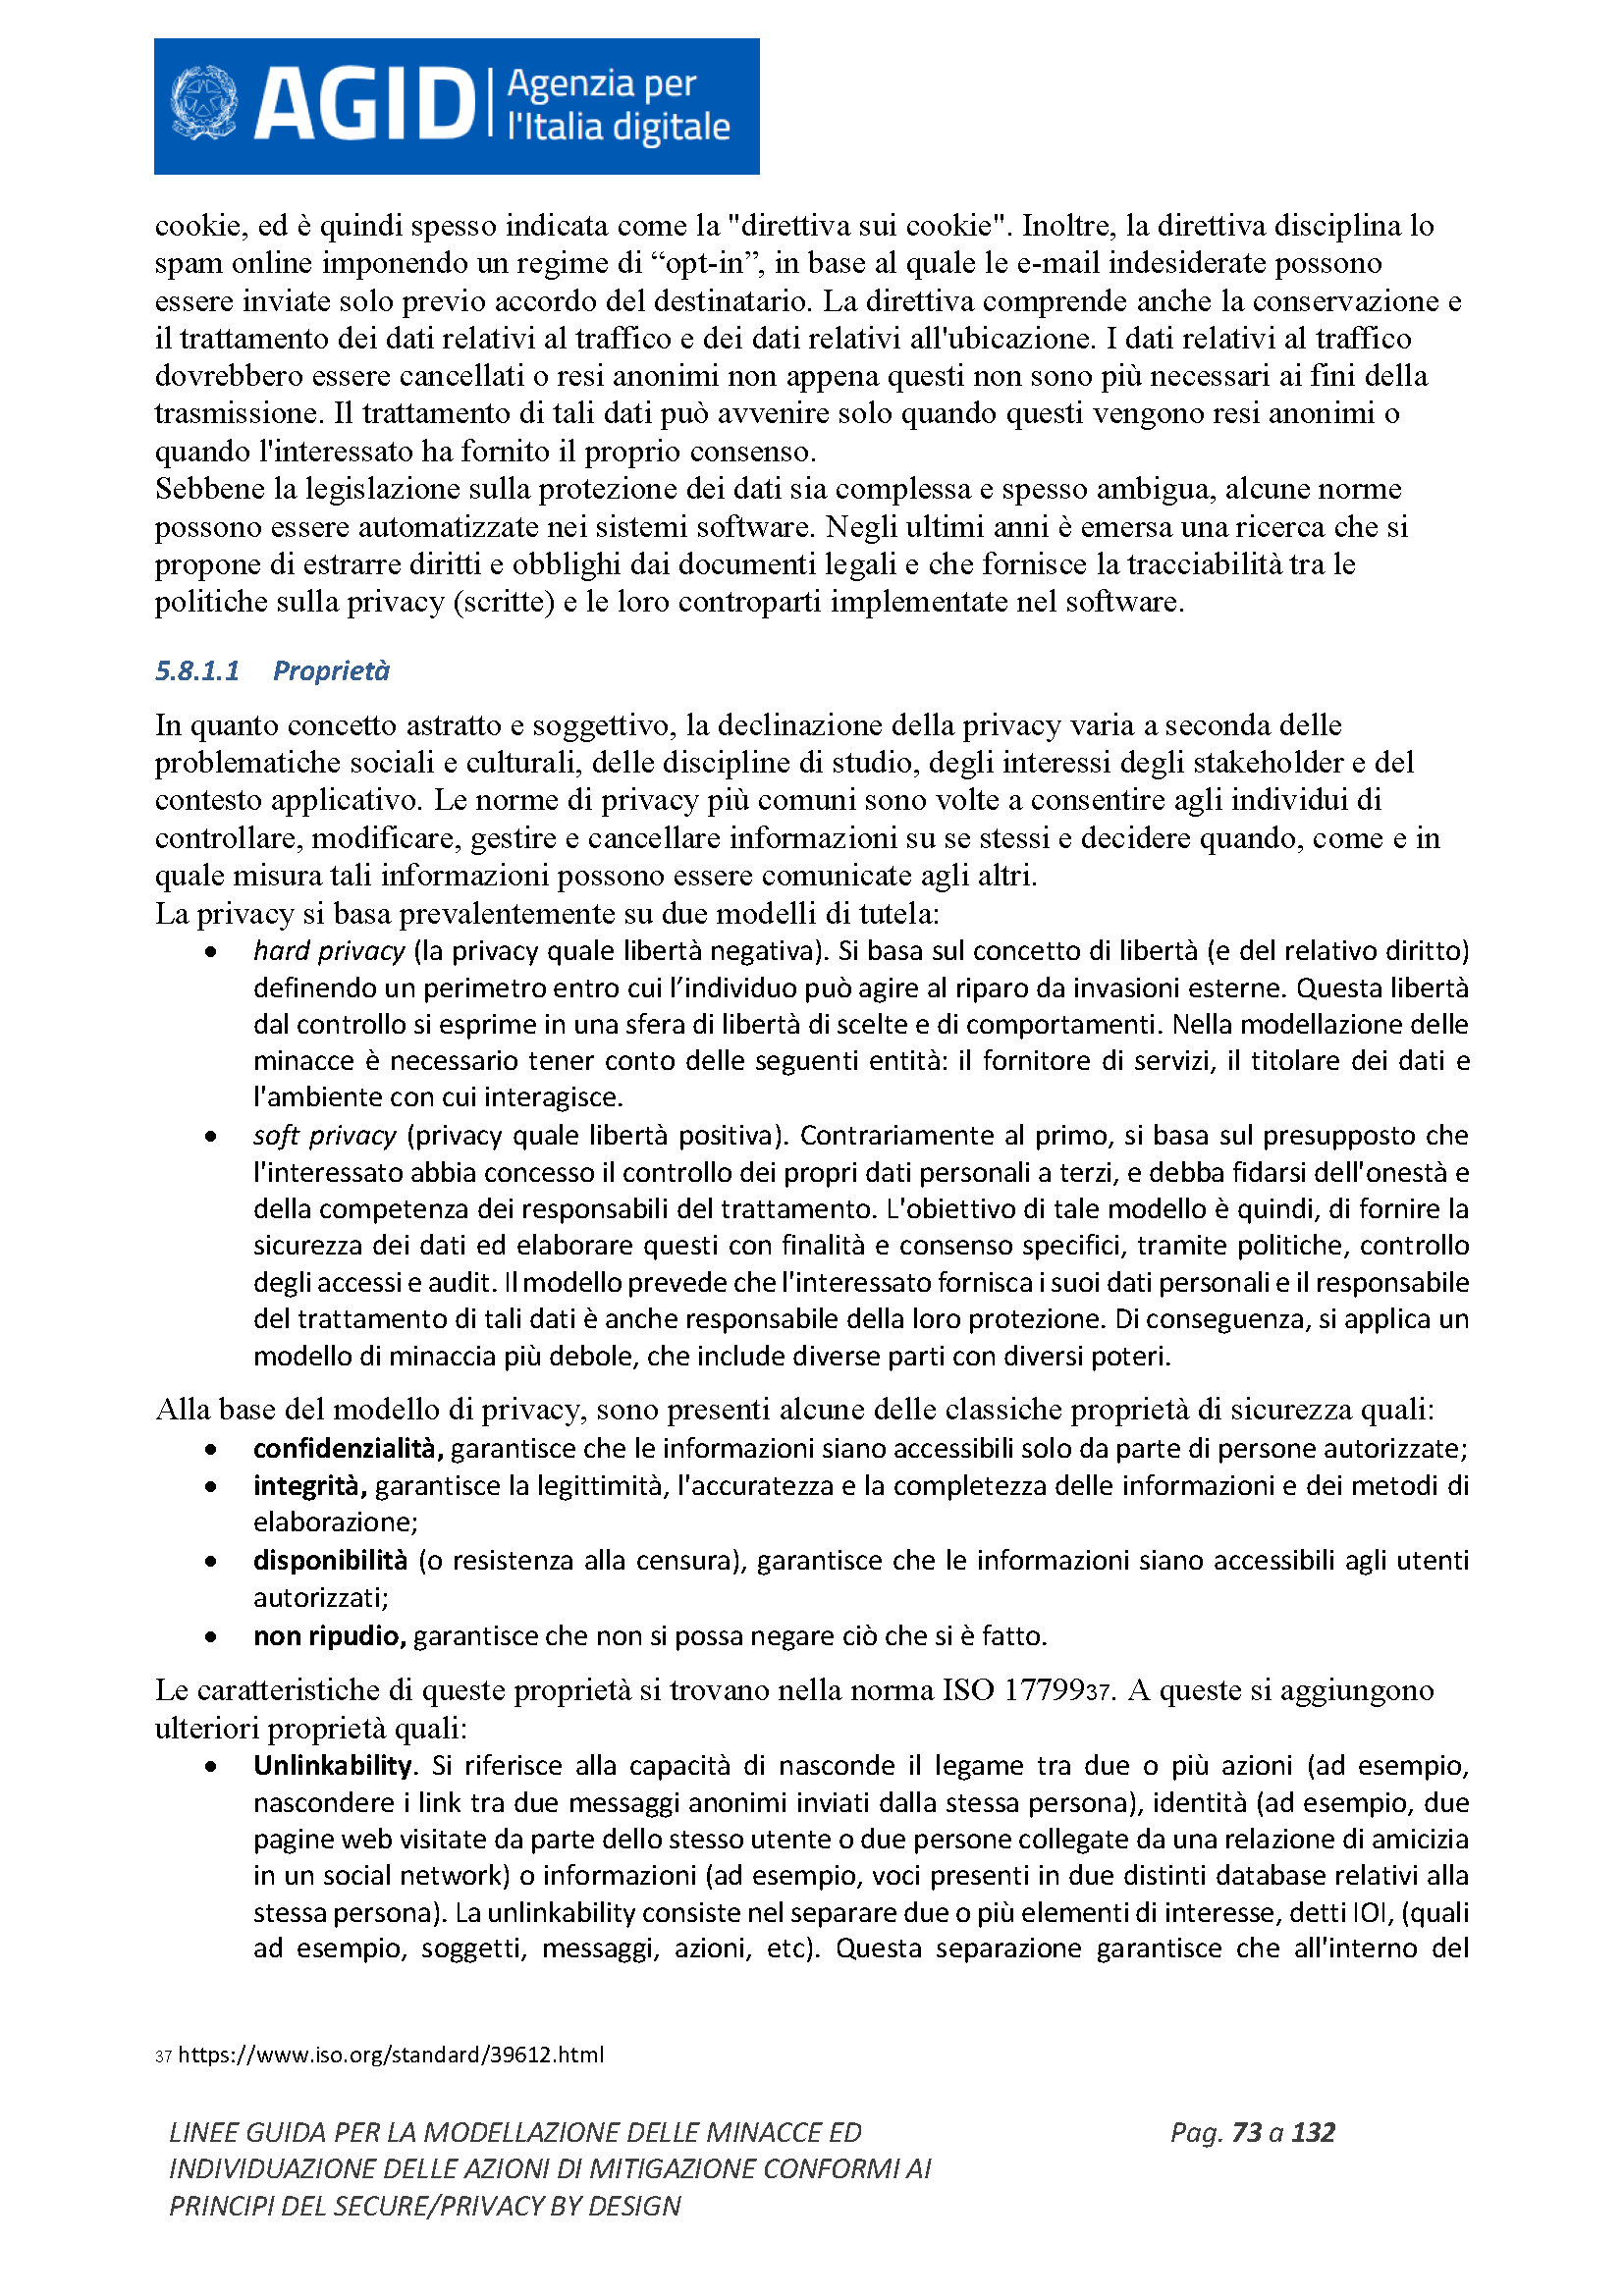 AGID
Agenzia per
l'Italia digitale
cookie, ed è quindi spesso indicata come la "direttiva sui cookie". Inoltre, la direttiva disciplina lo
spam online imponendo un regime di “opt-in”, in base al quale le e-mail indesiderate possono
essere inviate solo previo accordo del destinatario. La direttiva comprende anche la conservazione e
il trattamento dei dati relativi al traffico e dei dati relativi all'ubicazione. I dati relativi al traffico
dovrebbero essere cancellati o resi anonimi non appena questi non sono più necessari ai fini della
trasmissione. Il trattamento di tali dati può avvenire solo quando questi vengono resi anonimi o
quando l'interessato ha fornito il proprio consenso.
Sebbene la legislazione sulla protezione dei dati sia complessa e spesso ambigua, alcune norme
possono essere automatizzate nei sistemi software. Negli ultimi anni è emersa una ricerca che si
propone di estrarre diritti e obblighi dai documenti legali e che fornisce la tracciabilità tra le
politiche sulla privacy (scritte) e le loro controparti implementate nel software.
5.8.1.1 Proprietà
In quanto concetto astratto e soggettivo, la declinazione della privacy varia a seconda delle
problematiche sociali e culturali, delle discipline di studio, degli interessi degli stakeholder e del
contesto applicativo. Le norme di privacy più comuni sono volte a consentire agli individui di
controllare, modificare, gestire e cancellare informazioni su se stessi e decidere quando, come e in
quale misura tali informazioni possono essere comunicate agli altri.
La privacy si basa prevalentemente su due modelli di tutela:
• hard privacy (la privacy quale libertà negativa). Si basa sul concetto di libertà (e del relativo diritto)
definendo un perimetro entro cui l’individuo può agire al riparo da invasioni esterne. Questa libertà
dal controllo si esprime in una sfera di libertà di scelte e di comportamenti. Nella modellazione delle
minacce è necessario tener conto delle seguenti entità: il fornitore di servizi, il titolare dei dati e
l'ambiente con cui interagisce.
• soft privacy (privacy quale libertà positiva). Contrariamente al primo, si basa sul presupposto che
l'interessato abbia concesso il controllo dei propri dati personali a terzi, e debba fidarsi dell'onestà e
della competenza dei responsabili del trattamento. L'obiettivo di tale modello è quindi, di fornire la
sicurezza dei dati ed elaborare questi con finalità e consenso specifici, tramite politiche, controllo
degli accessi e audit. Il modello prevede che l'interessato fornisca i suoi dati personali e il responsabile
del trattamento di tali dati è anche responsabile della loro protezione. Di conseguenza, si applica un
modello di minaccia più debole, che include diverse parti con diversi poteri.
Alla base del modello di privacy, sono presenti alcune delle classiche proprietà di sicurezza quali:
• confidenzialità, garantisce che le informazioni siano accessibili solo da parte di persone autorizzate;
• integrità, garantisce la legittimità, l'accuratezza e la completezza delle informazioni e dei metodi di
elaborazione;
• disponibilità (o resistenza alla censura), garantisce che le informazioni siano accessibili agli utenti
autorizzati;
• non ripudio, garantisce che non si possa negare ciò che si è fatto.
Le caratteristiche di queste proprietà si trovano nella norma ISO 1779937. A queste si aggiungono
ulteriori proprietà quali:
• Unlinkability. Si riferisce alla capacità di nasconde il legame tra due o più azioni (ad esempio,
nascondere i link tra due messaggi anonimi inviati dalla stessa persona), identità (ad esempio, due
pagine web visitate da parte dello stesso utente o due persone collegate da una relazione di amicizia
in un social network) o informazioni (ad esempio, voci presenti in due distinti database relativi alla
stessa persona). La unlinkability consiste nel separare due o più elementi di interesse, detti IOI, (quali
ad esempio, soggetti, messaggi, azioni, etc). Questa separazione garantisce che all'interno del
37 https://www.iso.org/standard/39612.html
LINEE GUIDA PER LA MODELLAZIONE DELLE MINACCE ED
INDIVIDUAZIONE DELLE AZIONI DI MITIGAZIONE CONFORMI AI
PRINCIPI DEL SECURE/PRIVACY BY DESIGN
Pag. 73 a 132